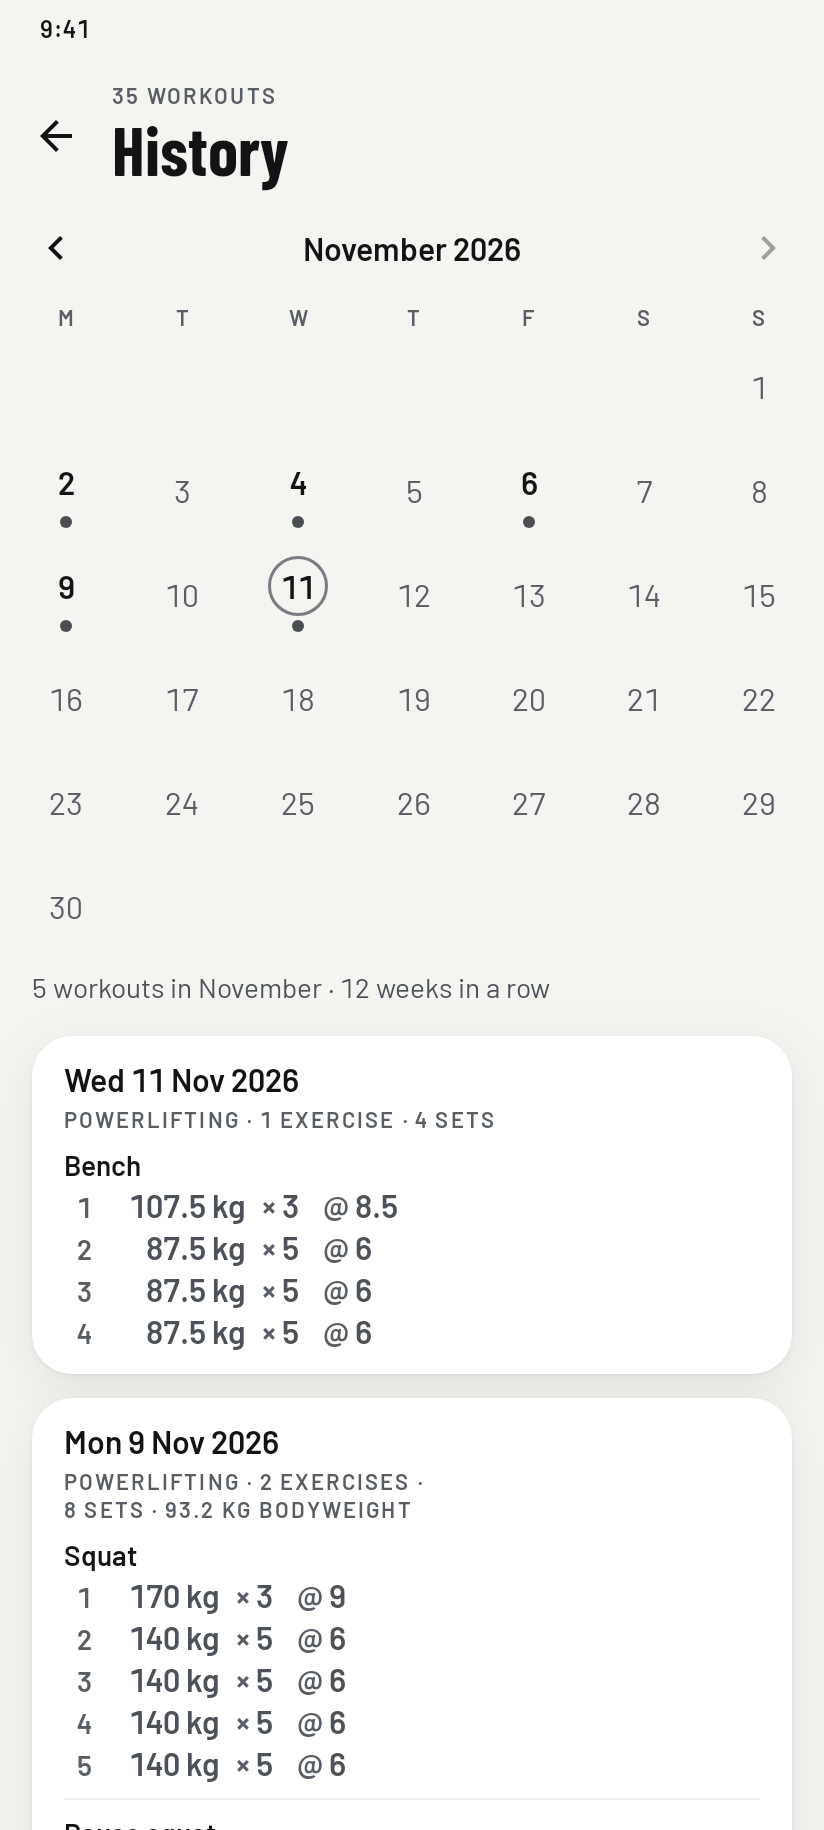 9:41
35 WORKOUTS
History
November 2026
M T W T F S S
1
2 3 4 5 6 7 8
9 10 11 12 13 14 15
16 17 18 19 20 21 22
23 24 25 26 27 28 29
30
5 workouts in November · 12 weeks in a row
Wed 11 Nov 2026
POWERLIFTING · 1 EXERCISE · 4 SETS
Bench
1 107.5 kg × 3 @ 8.5
2 87.5 kg × 5 @ 6
3 87.5 kg × 5 @ 6
4 87.5 kg × 5 @ 6
Mon 9 Nov 2026
POWERLIFTING · 2 EXERCISES ·
8 SETS · 93.2 KG BODYWEIGHT
Squat
1 170 kg × 3 @ 9
2 140 kg × 5 @ 6
3 140 kg × 5 @ 6
4 140 kg × 5 @ 6
5 140 kg × 5 @ 6